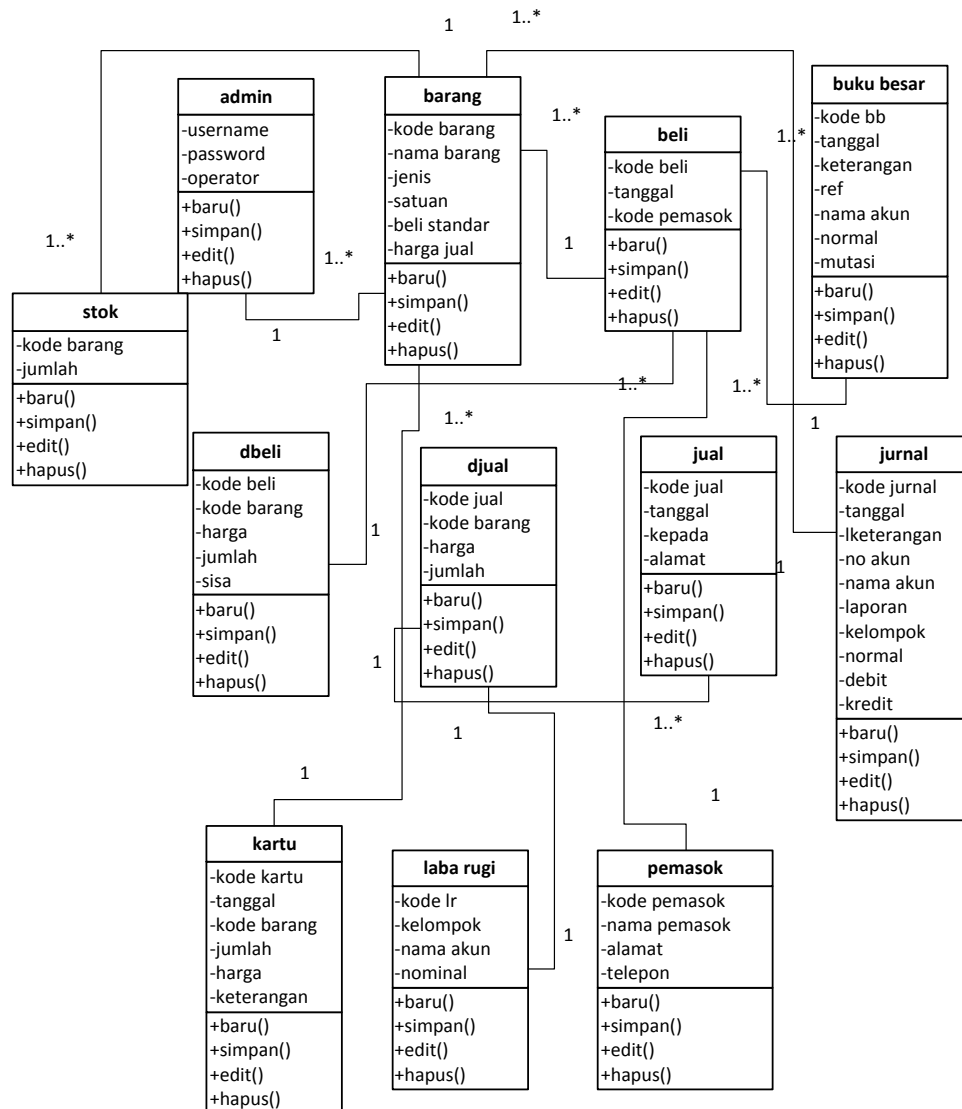 1
1..*
admin
-username
-password
-operator
+baru()
+simpan()
+edit()
+hapus()
barang
-kode barang
-nama barang
-jenis
-satuan
-beli standar
-harga jual
+baru()
+simpan()
+edit()
+hapus()
1..*
beli
-kode beli
-tanggal
-kode pemasok
+baru()
+simpan()
+edit()
+hapus()
1..*
buku besar
-kode bb
-tanggal
-keterangan
-ref
-nama akun
-normal
-mutasi
+baru()
+simpan()
+edit()
+hapus()
1..*
1..*
1
1
stok
-kode barang
-jumlah
+baru()
+simpan()
+edit()
+hapus()
1..*
1..*
1..*
1
dbeli
-kode beli
-kode barang
-harga
-jumlah
-sisa
+baru()
+simpan()
+edit()
+hapus()
1
djual
-kode jual
-kode barang
-harga
-jumlah
+baru()
+simpan()
+edit()
+hapus()
jual
-kode jual
-tanggal
-kepada
-alamat
+baru()
+simpan()
+edit()
+hapus()
1
jurnal
-kode jurnal
-tanggal
-lketerangan
-no akun
-nama akun
-laporan
-kelompok
-normal
-debit
-kredit
+baru()
+simpan()
+edit()
+hapus()
1
1
1..*
1
1
kartu
-kode kartu
-tanggal
-kode barang
-jumlah
-harga
-keterangan
+baru()
+simpan()
+edit()
+hapus()
laba rugi
-kode lr
-kelompok
-nama akun
-nominal
+baru()
+simpan()
+edit()
+hapus()
1
pemasok
-kode pemasok
-nama pemasok
-alamat
-telepon
+baru()
+simpan()
+edit()
+hapus()